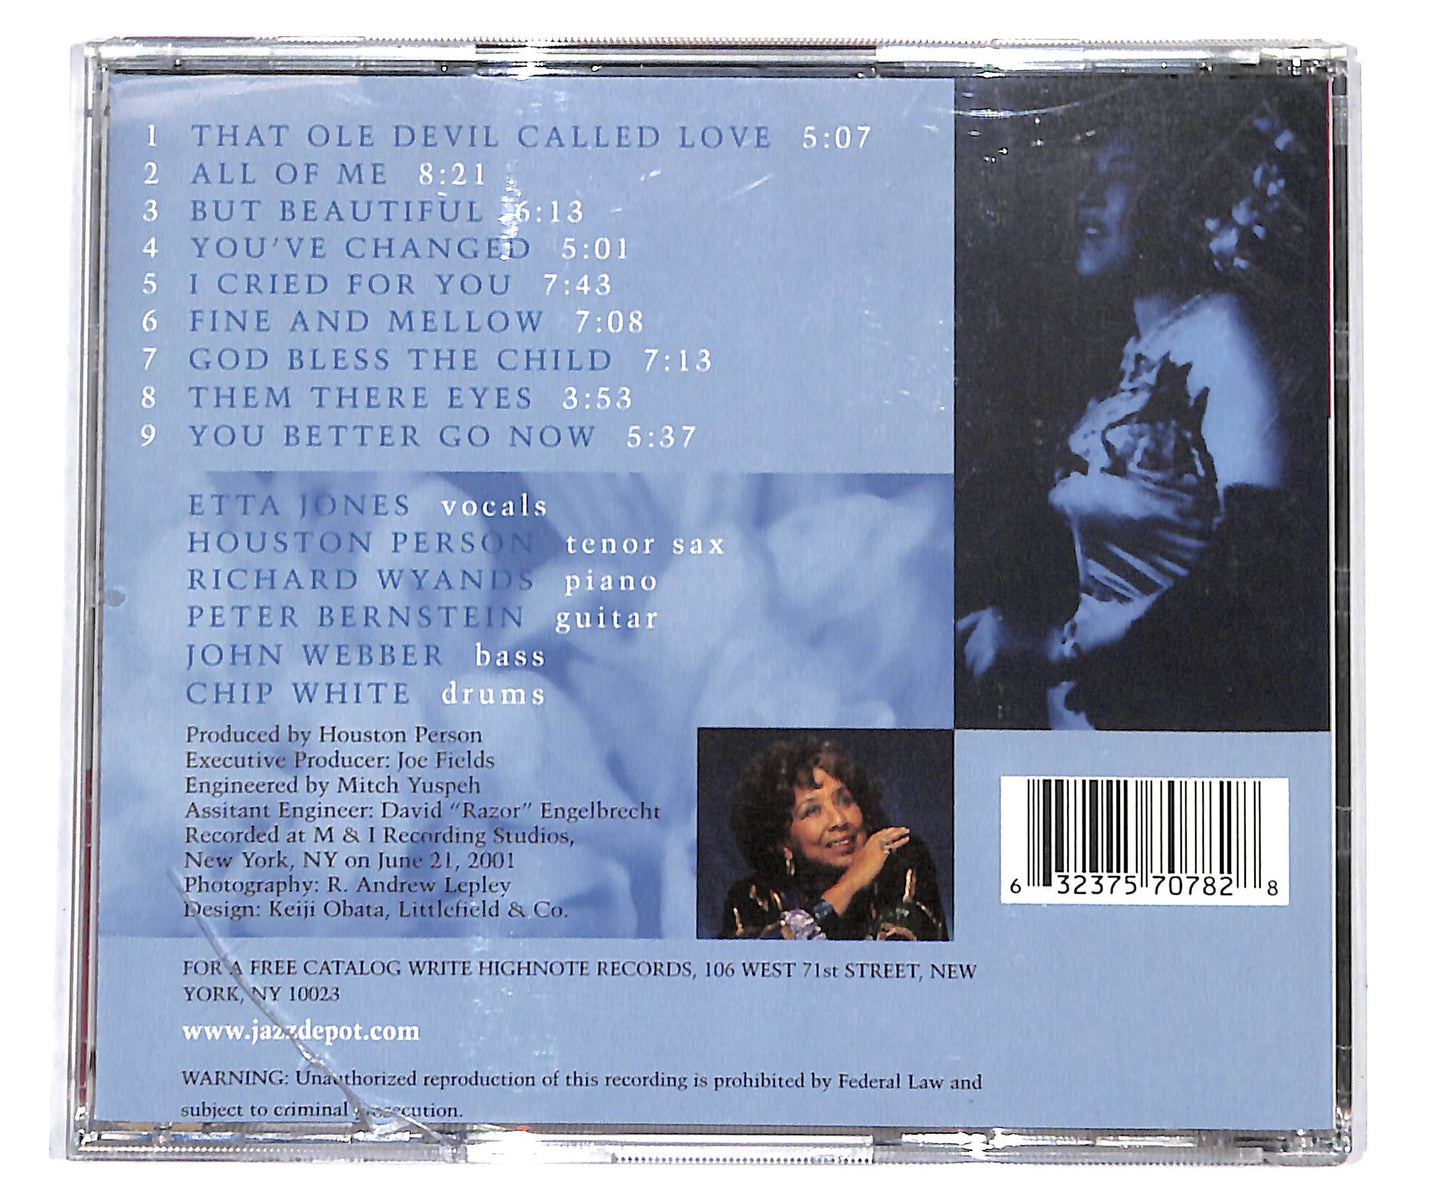 1 THAT OLE DEVIL CALLED LOVE 5:07
2 ALL OF ME 8:21
3 BUT BEAUTIFUL 6:13
4 YOU'VE CHANGED 5:01
5 I CRIED FOR YOU 7:43
6 FINE AND MELLOW 7:08
7 GOD BLESS THE CHILD 7:13
8 THEM THERE EYES 3:53
9 YOU BETTER GO NOW 5:37
ETTA JONES vocals
HOUSTON PERSON tenor sax
RICHARD WYANDS piano
PETER BERNSTEIN guitar
JOHN WEBBER bass
CHIP WHITE drums
Produced by Houston Person
Executive Producer: Joe Fields
Engineered by Mitch Yuspeh
Assitant Engineer: David "Razor" Engelbrecht
Recorded at M & I Recording Studios,
New York, NY on June 21, 2001
Photography: R. Andrew Lepley
Design: Keiji Obata, Littlefield & Co.
6 32375 70782 8
FOR A FREE CATALOG WRITE HIGHNOTE RECORDS, 106 WEST 71st STREET, NEW
YORK, NY 10023
www.jazzdepot.com
WARNING: Unauthorized reproduction of this recording is prohibited by Federal Law and
subject to criminal prosecution.